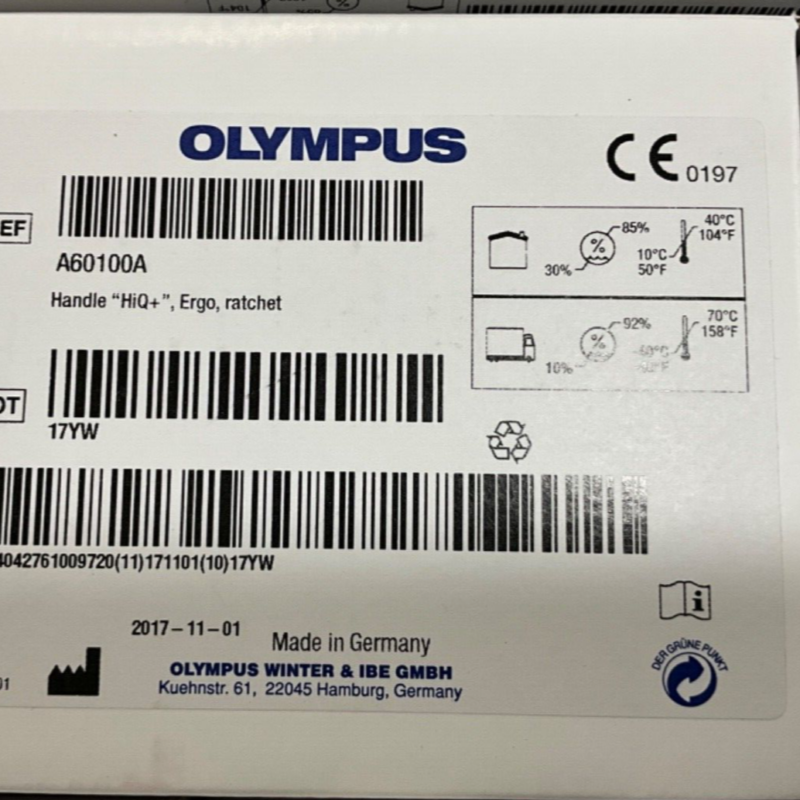 OLYMPUS
CE 0197
EF
A60100A
Handle “HiQ+”, Ergo, ratchet
85%
%
30%
40°C
104°F
10°C
50°F
92%
%
10%
70°C
158°F
OT
17YW
4042761009720(11)171101(10)17YW
2017-11-01
Made in Germany
OLYMPUS WINTER & IBE GMBH
Kuehnstr. 61, 22045 Hamburg, Germany
01
i
DER GRÜNE PUNKT